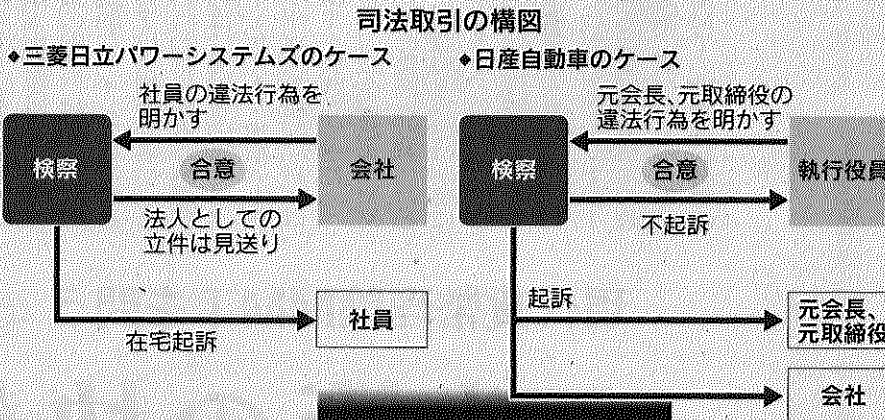 司法取引の構図
◆三菱日立パワーシステムズのケース
社員の違法行為を
明かす
検察
合意
会社
法人としての
立件は見送り
社員
在宅起訴
◆日産自動車のケース
元会長、元取締役の
違法行為を明かす
検察
合意
執行役員
不起訴
起訴
元会長、
元取締役
会社